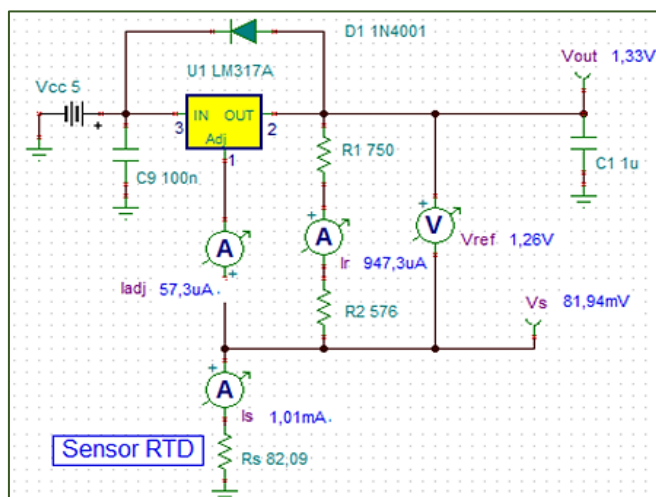 D1 1N4001
Vout 1,33V
U1 LM317A
Vcc 5
+
IN OUT
3 2
Adj
1
R1 750
C9 100n
C1 1u
+
+
A
A
V
Vref 1,26V
Ir 947,3uA
+
Iadj 57,3uA
Vs 81,94mV
R2 576
+
A
Is 1,01mA
Sensor RTD
Rs 82,09